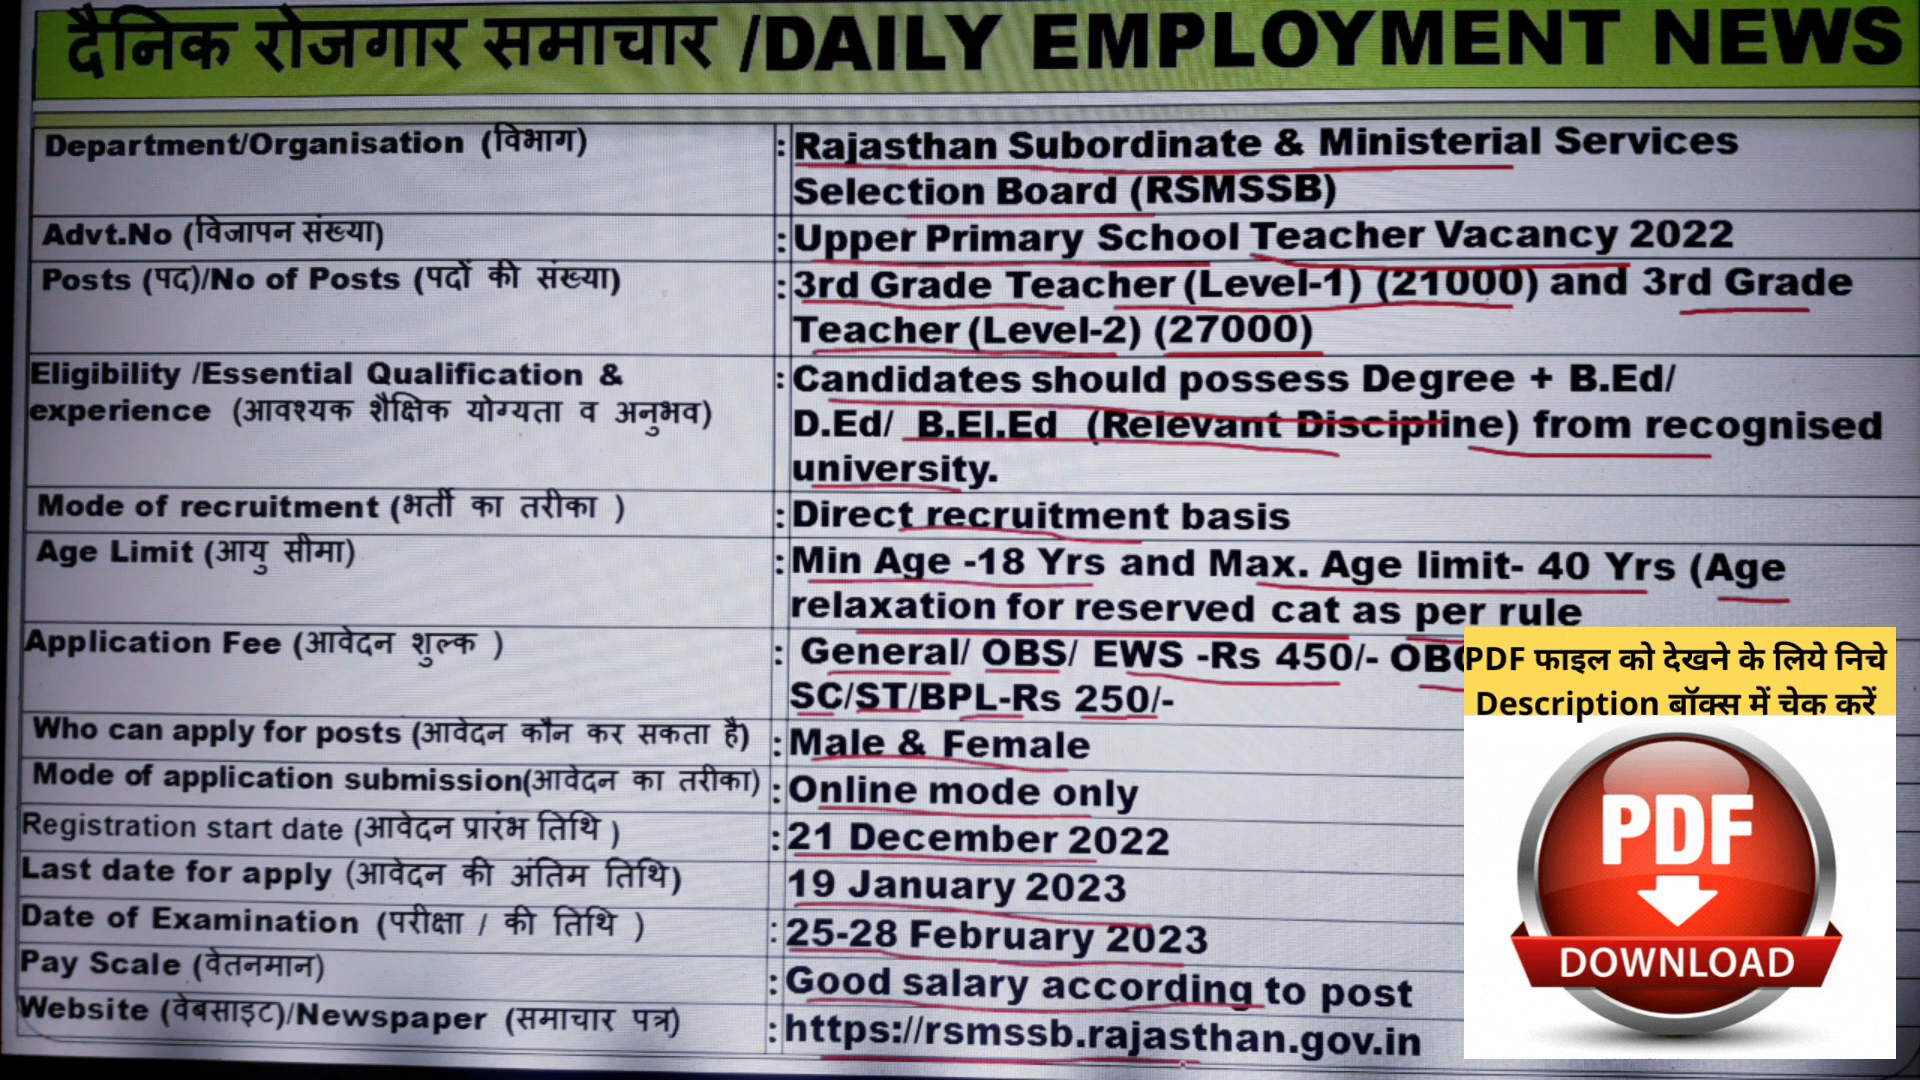 दैनिक रोजगार समाचार /DAILY EMPLOYMENT NEWS
Department/Organisation (विभाग)
: Rajasthan Subordinate & Ministerial Services
Selection Board (RSMSSB)
Advt.No (विज्ञापन संख्या)
: Upper Primary School Teacher Vacancy 2022
Posts (पद)/No of Posts (पदों की संख्या)
: 3rd Grade Teacher (Level-1) (21000) and 3rd Grade
Teacher (Level-2) (27000)
Eligibility /Essential Qualification &
experience (आवश्यक शैक्षिक योग्यता व अनुभव)
: Candidates should possess Degree + B.Ed/
D.Ed/ B.El.Ed (Relevant Discipline) from recognised
university.
Mode of recruitment (भर्ती का तरीका )
: Direct recruitment basis
Age Limit (आयु सीमा)
: Min Age -18 Yrs and Max. Age limit- 40 Yrs (Age
relaxation for reserved cat as per rule
Application Fee (आवेदन शुल्क )
: General/ OBS/ EWS -Rs 450/-
SC/ST/BPL-Rs 250/-
Who can apply for posts (आवेदन कौन कर सकता है)
: Male & Female
Mode of application submission(आवेदन का तरीका)
: Online mode only
Registration start date (आवेदन प्रारंभ तिथि )
: 21 December 2022
Last date for apply (आवेदन की अंतिम तिथि)
19 January 2023
Date of Examination (परीक्षा / की तिथि )
: 25-28 February 2023
Pay Scale (वेतनमान)
: Good salary according to post
Website (वेबसाइट)/Newspaper (समाचार पत्र)
: https://rsmssb.rajasthan.gov.in
PDF फाइल को देखने के लिये निचे
Description बॉक्स में चेक करें
PDF
DOWNLOAD